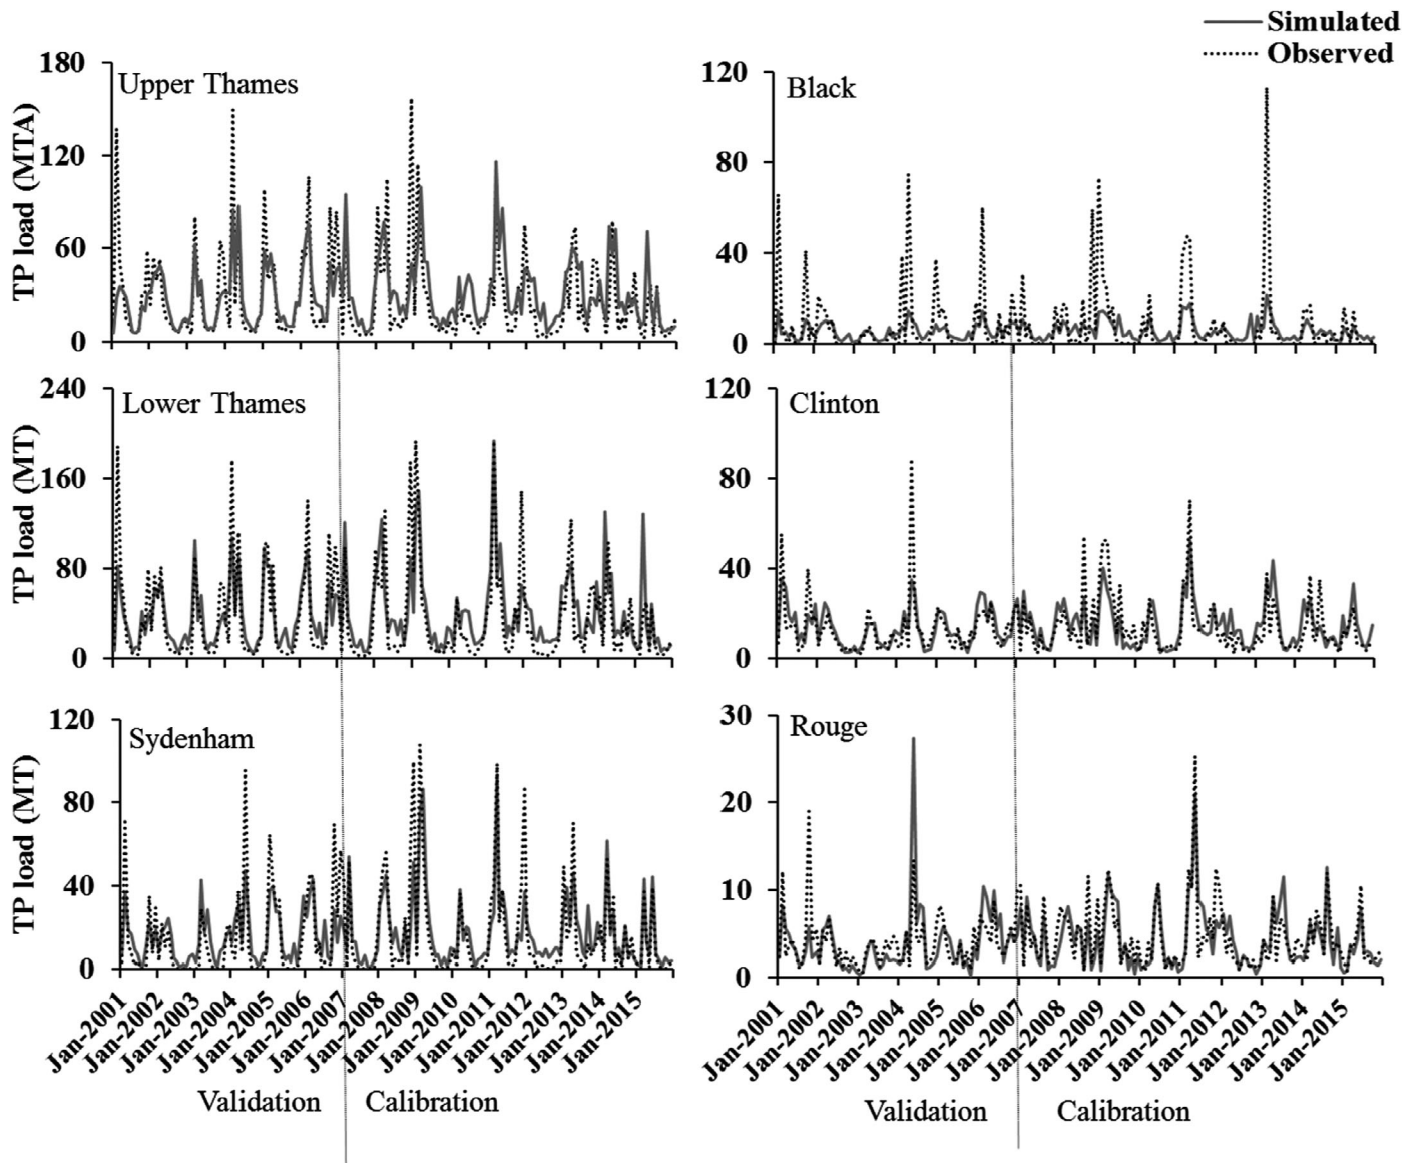 Simulated
Observed
TP load (MTA)
180
120
60
0
Upper Thames
120
80
40
0
Black
TP load (MT)
240
160
80
0
Lower Thames
120
80
40
0
Clinton
TP load (MT)
120
80
40
0
Sydenham
30
20
10
0
Rouge
Jan-2001
Jan-2002
Jan-2003
Jan-2004
Jan-2005
Jan-2006
Jan-2007
Jan-2008
Jan-2009
Jan-2010
Jan-2011
Jan-2012
Jan-2013
Jan-2014
Jan-2015
Jan-2001
Jan-2002
Jan-2003
Jan-2004
Jan-2005
Jan-2006
Jan-2007
Jan-2008
Jan-2009
Jan-2010
Jan-2011
Jan-2012
Jan-2013
Jan-2014
Jan-2015
Validation
Calibration
Validation
Calibration